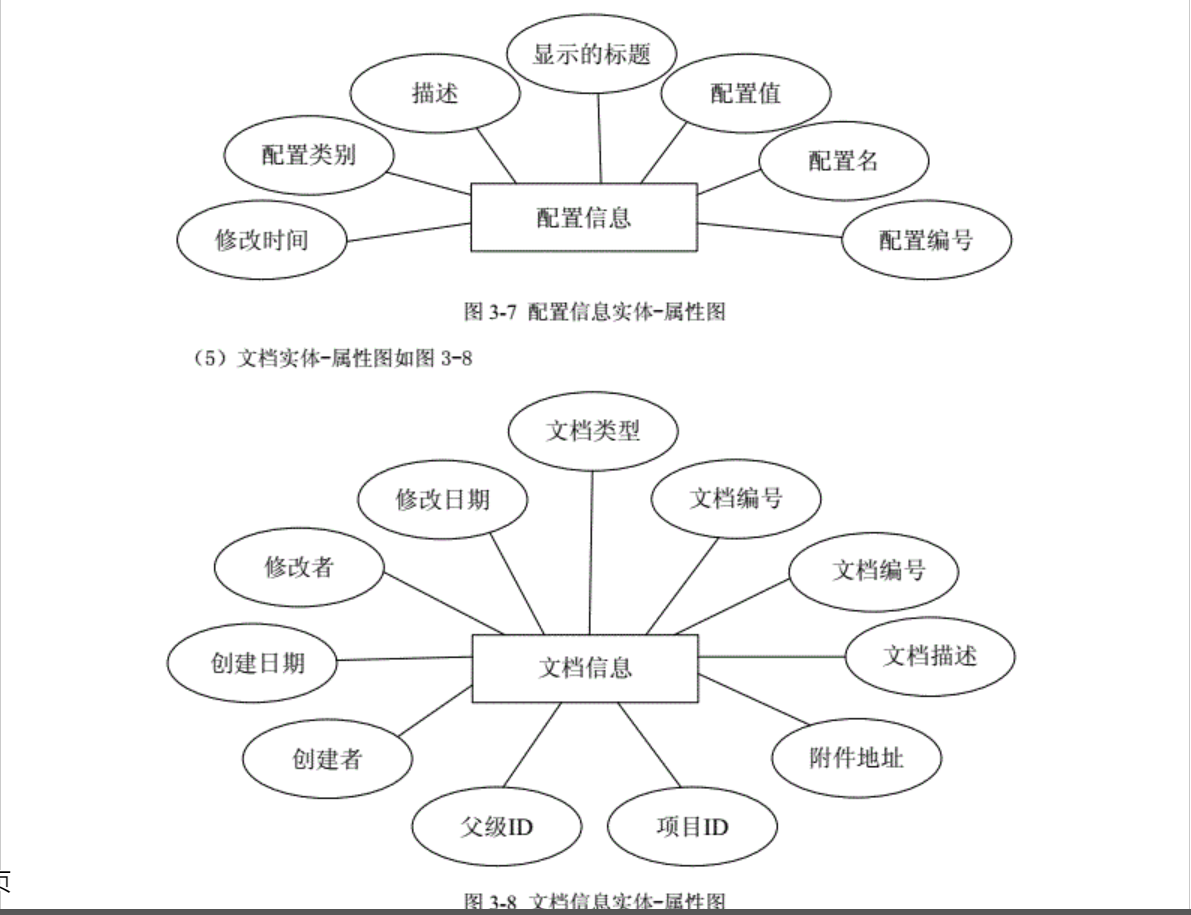 显示的标题
描述
配置值
配置类别
配置名
配置信息
修改时间
配置编号
图 3-7 配置信息实体-属性图
（5）文档实体-属性图如图 3-8
文档类型
修改日期
文档编号
修改者
文档编号
创建日期
文档信息
文档描述
创建者
附件地址
父级ID
项目ID
页
图 3-8 文档信息实体-属性图